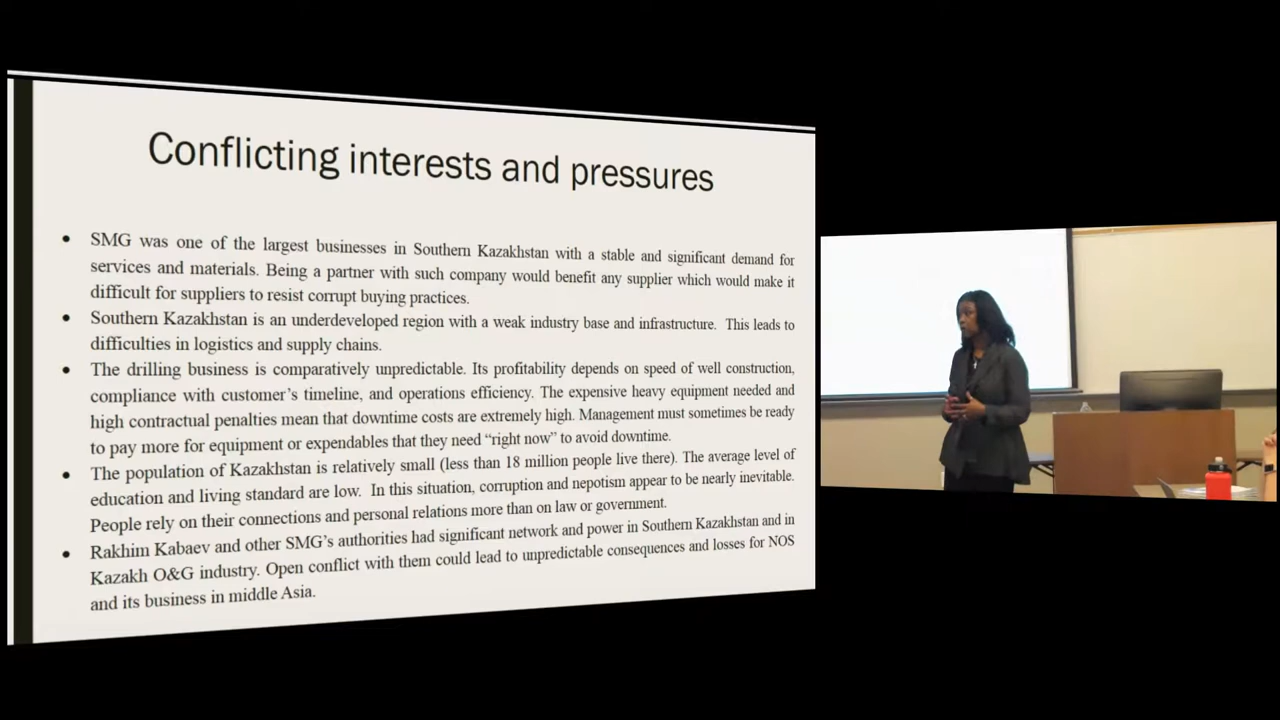 Conflicting interests and pressures
• SMG was one of the largest businesses in Southern Kazakhstan with a stable and significant demand for
services and materials. Being a partner with such company would benefit any supplier which would make it
difficult for suppliers to resist corrupt buying practices.
• Southern Kazakhstan is an underdeveloped region with a weak industry base and infrastructure. This leads to
difficulties in logistics and supply chains.
• The drilling business is comparatively unpredictable. Its profitability depends on speed of well construction,
compliance with customer's timeline, and operations efficiency. The expensive heavy equipment needed and
high contractual penalties mean that downtime costs are extremely high. Management must sometimes be ready
to pay more for equipment or expendables that they need “right now” to avoid downtime.
• The population of Kazakhstan is relatively small (less than 18 million people live there). The average level of
education and living standard are low. In this situation, corruption and nepotism appear to be nearly inevitable.
People rely on their connections and personal relations more than on law or government.
• Rakhim Kabaev and other SMG’s authorities had significant network and power in Southern Kazakhstan and in
Kazakh O&G industry. Open conflict with them could lead to unpredictable consequences and losses for NOS
and its business in middle Asia.